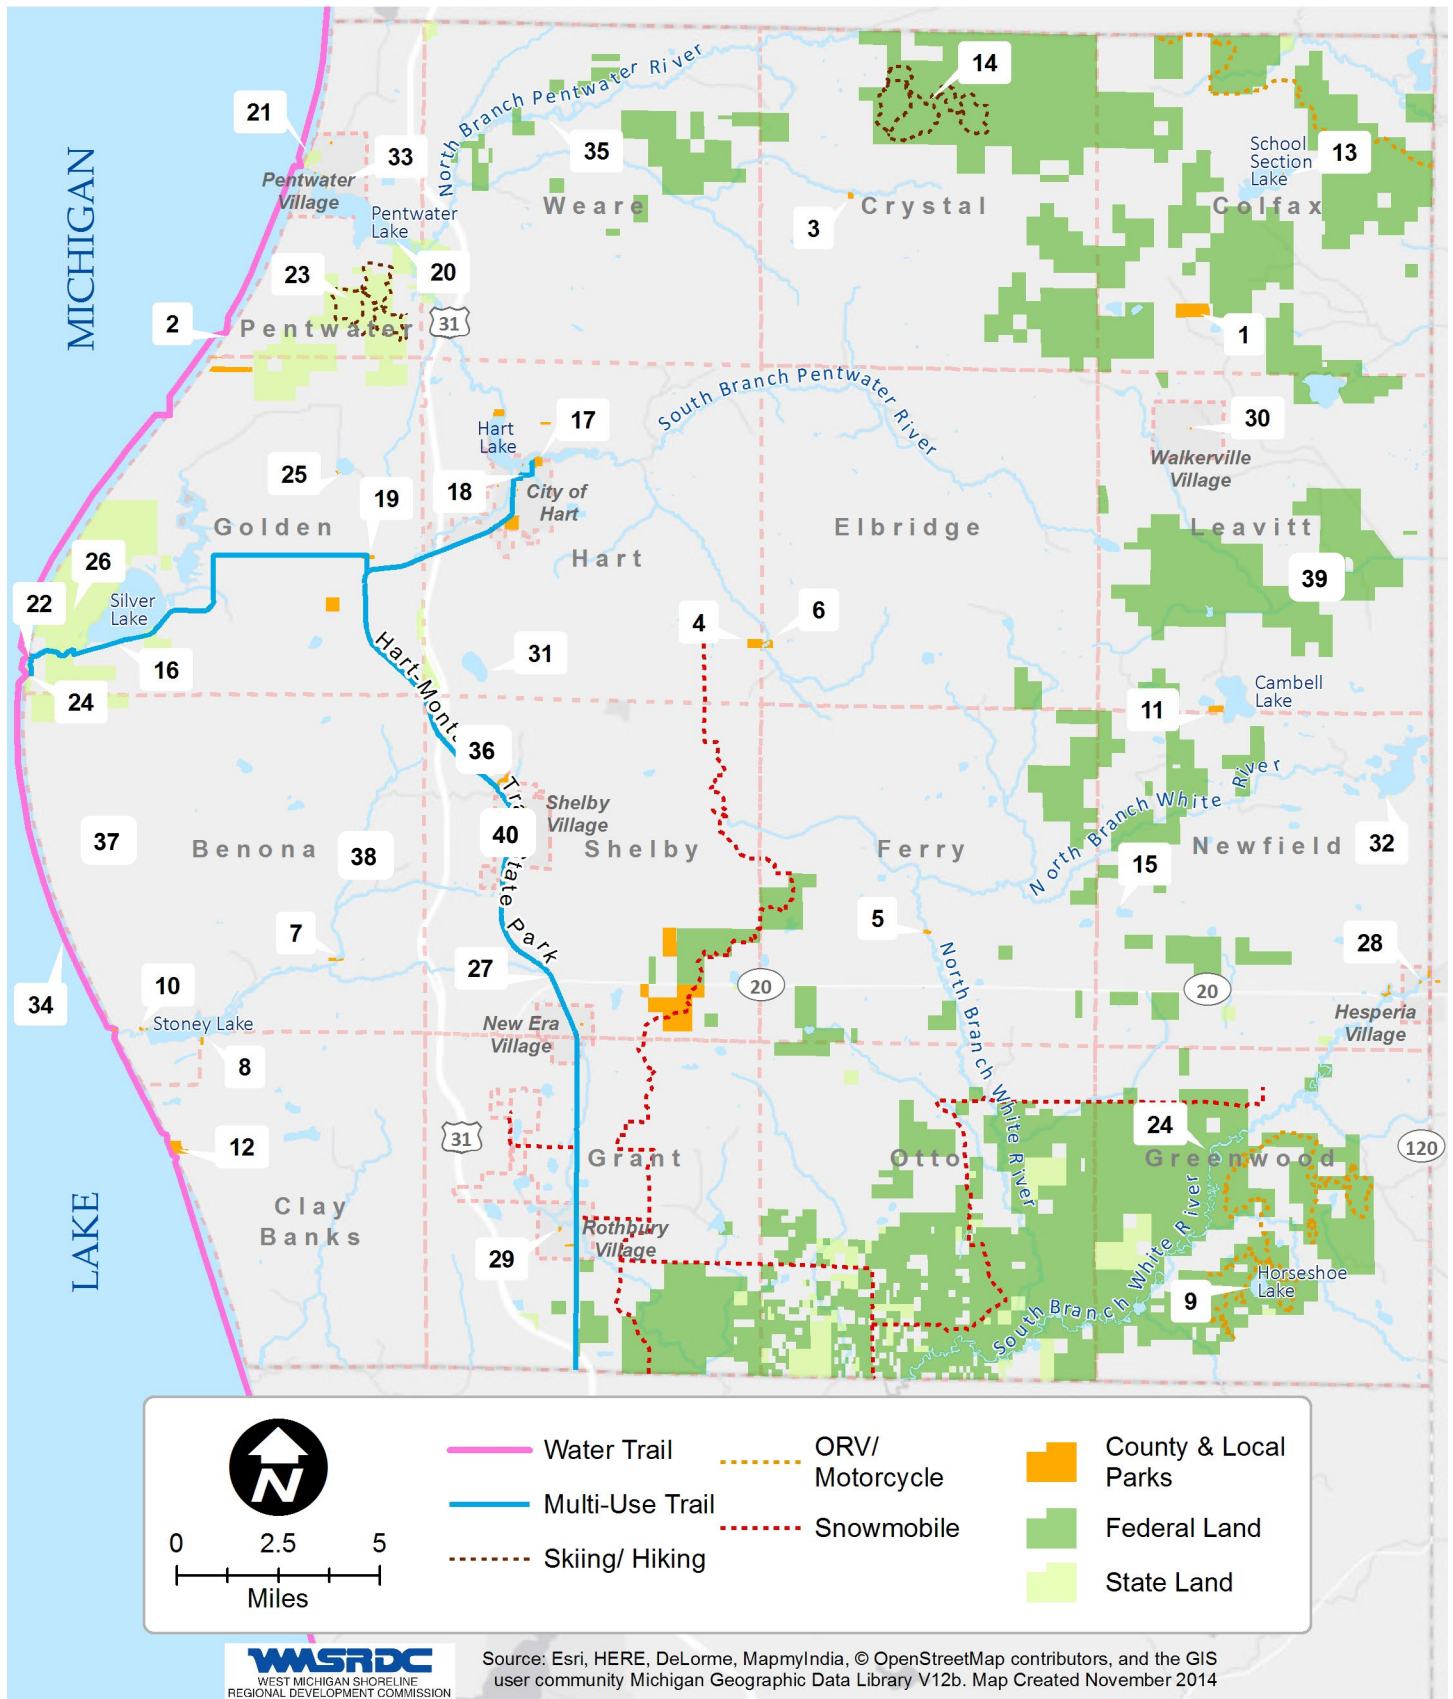 14
21
North Branch Pentwater River
33
35
School
Section
Lake
13
Pentwater
Village
Weare
Crystal
Colfax
3
Pentwater
Lake
MICHIGAN
23
20
2
Pentwater
31
1
South Branch Pentwater River
17
30
Hart
Lake
25
Walkerville
Village
19
18
City of
Hart
Golden
Elbridge
Leavitt
Hart
26
39
22
Silver
Lake
4
6
Hart-Mont
31
16
24
Cambell
Lake
11
36
Tra
River
North Branch White
Shelby
Village
40
37
Benona
38
Shelby
Ferry
Newfield
32
15
tate Park
5
7
28
27
10
20
20
North Branch White River
34
Stoney Lake
New Era
Village
Hesperia
Village
8
24
31
12
Grant
Otto
Greenwood
120
Clay
Banks
LAKE
South Branch White River
Rothbury
Village
29
Horseshoe
Lake
9
N
0 2.5 5
Miles
Water Trail
Multi-Use Trail
Skiing/ Hiking
ORV/
Motorcycle
Snowmobile
County & Local
Parks
Federal Land
State Land
WMSRDC
WEST MICHIGAN SHORELINE
REGIONAL DEVELOPMENT COMMISSION
Source: Esri, HERE, DeLorme, MapmyIndia, © OpenStreetMap contributors, and the GIS
user community Michigan Geographic Data Library V12b. Map Created November 2014